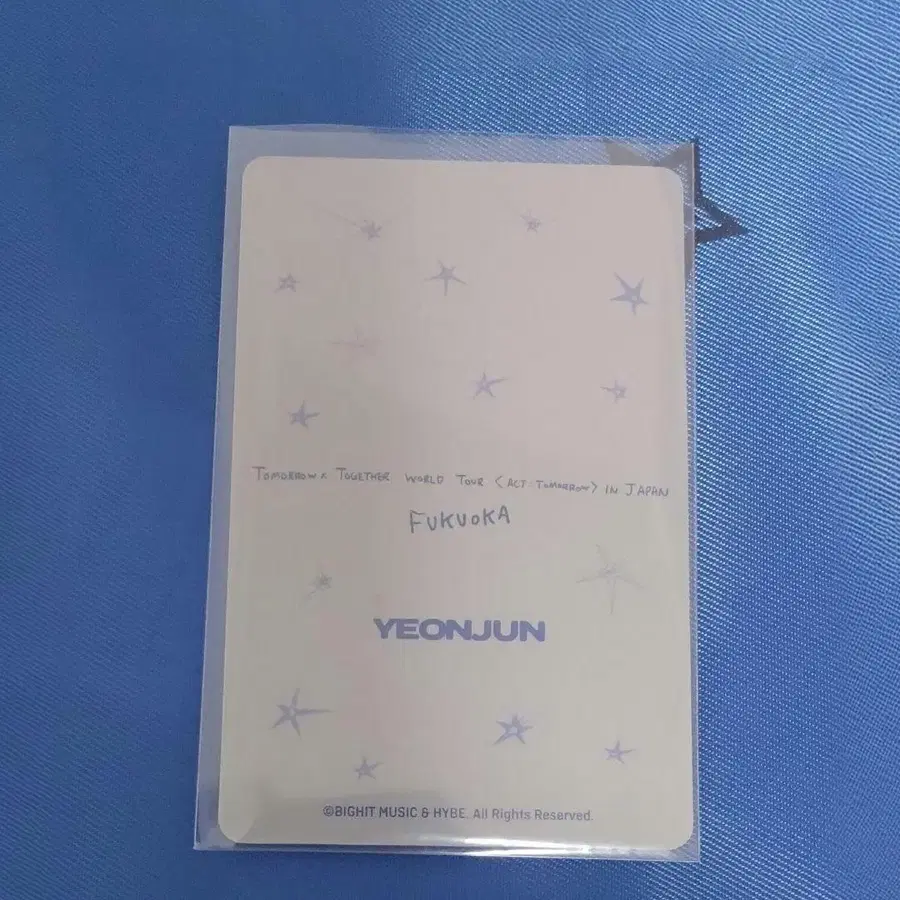 TOMORROW X TOGETHER WORLD TOUR <ACT : TOMORROW> IN JAPAN
FUKUOKA
YEONJUN
©BIGHIT MUSIC & HYBE. All Rights Reserved.